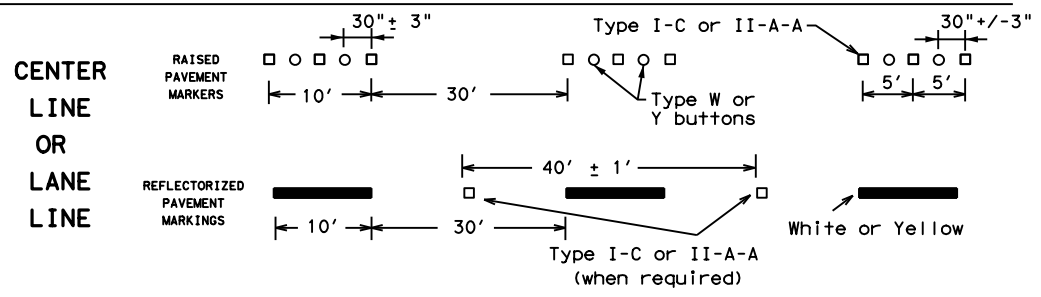 CENTER
LINE
OR
LANE
LINE
RAISED
PAVEMENT
MARKERS
30"± 3"
10'
30'
Type I-C or II-A-A
Type W or
Y buttons
30"+/-3"
5'
5'
REFLECTORIZED
PAVEMENT
MARKINGS
40' ± 1'
10'
30'
Type I-C or II-A-A
(when required)
White or Yellow